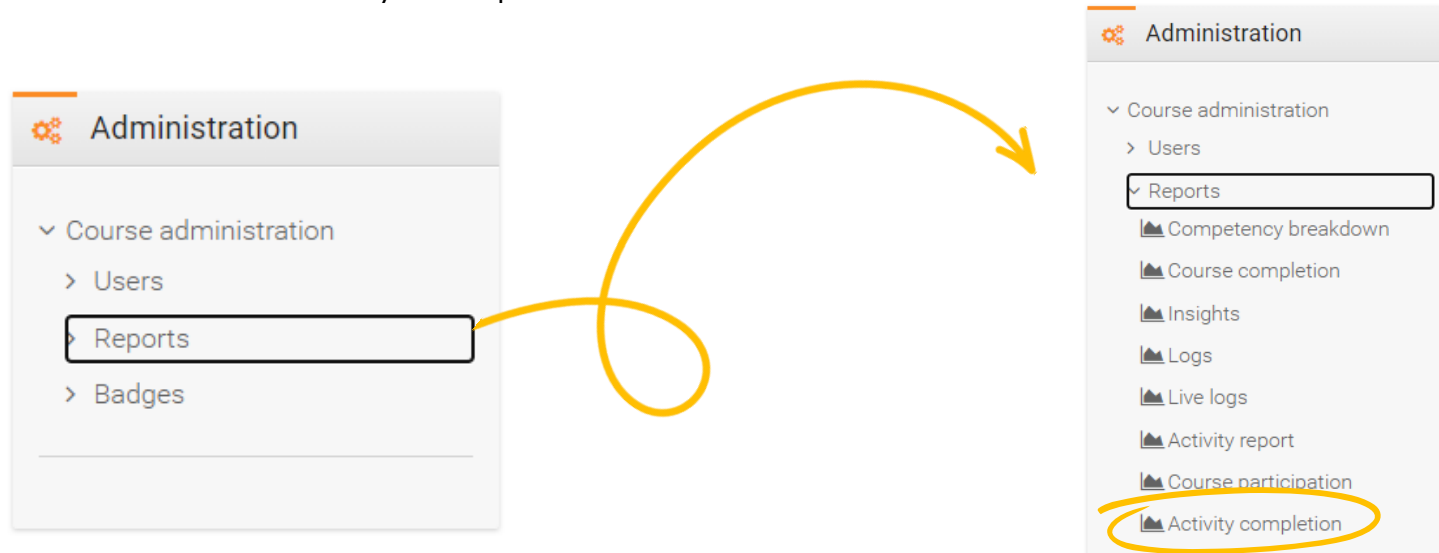 Administration
Course administration
Users
Reports
Badges
Administration
Course administration
Users
Reports
Competency breakdown
Course completion
Insights
Logs
Live logs
Activity report
Course participation
Activity completion